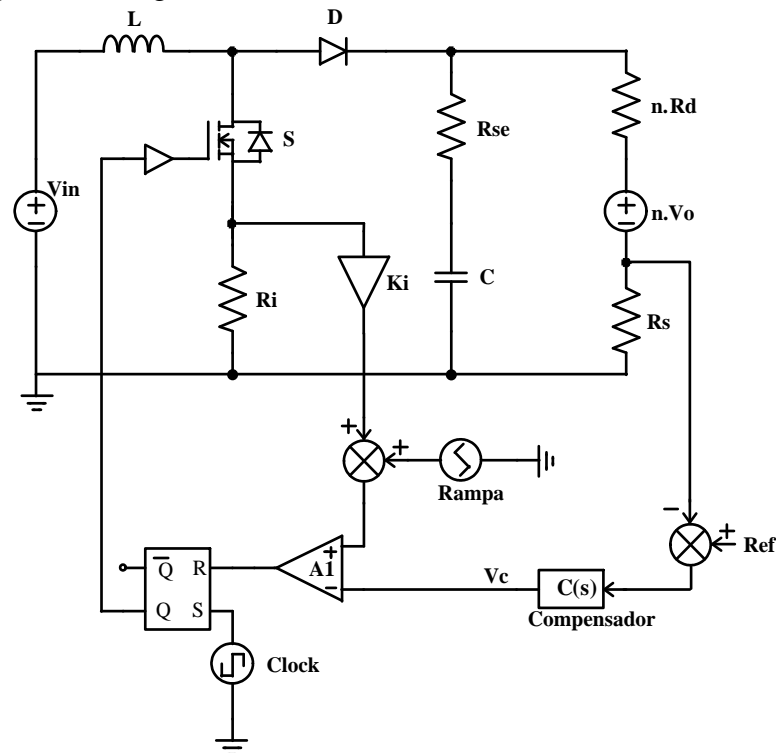 L
D
n.Rd
Rse
S
Vin
n.Vo
Ki
C
Ri
Rs
Rampa
Ref
Q R
A1
Vc
C(s)
Q S
Compensador
Clock